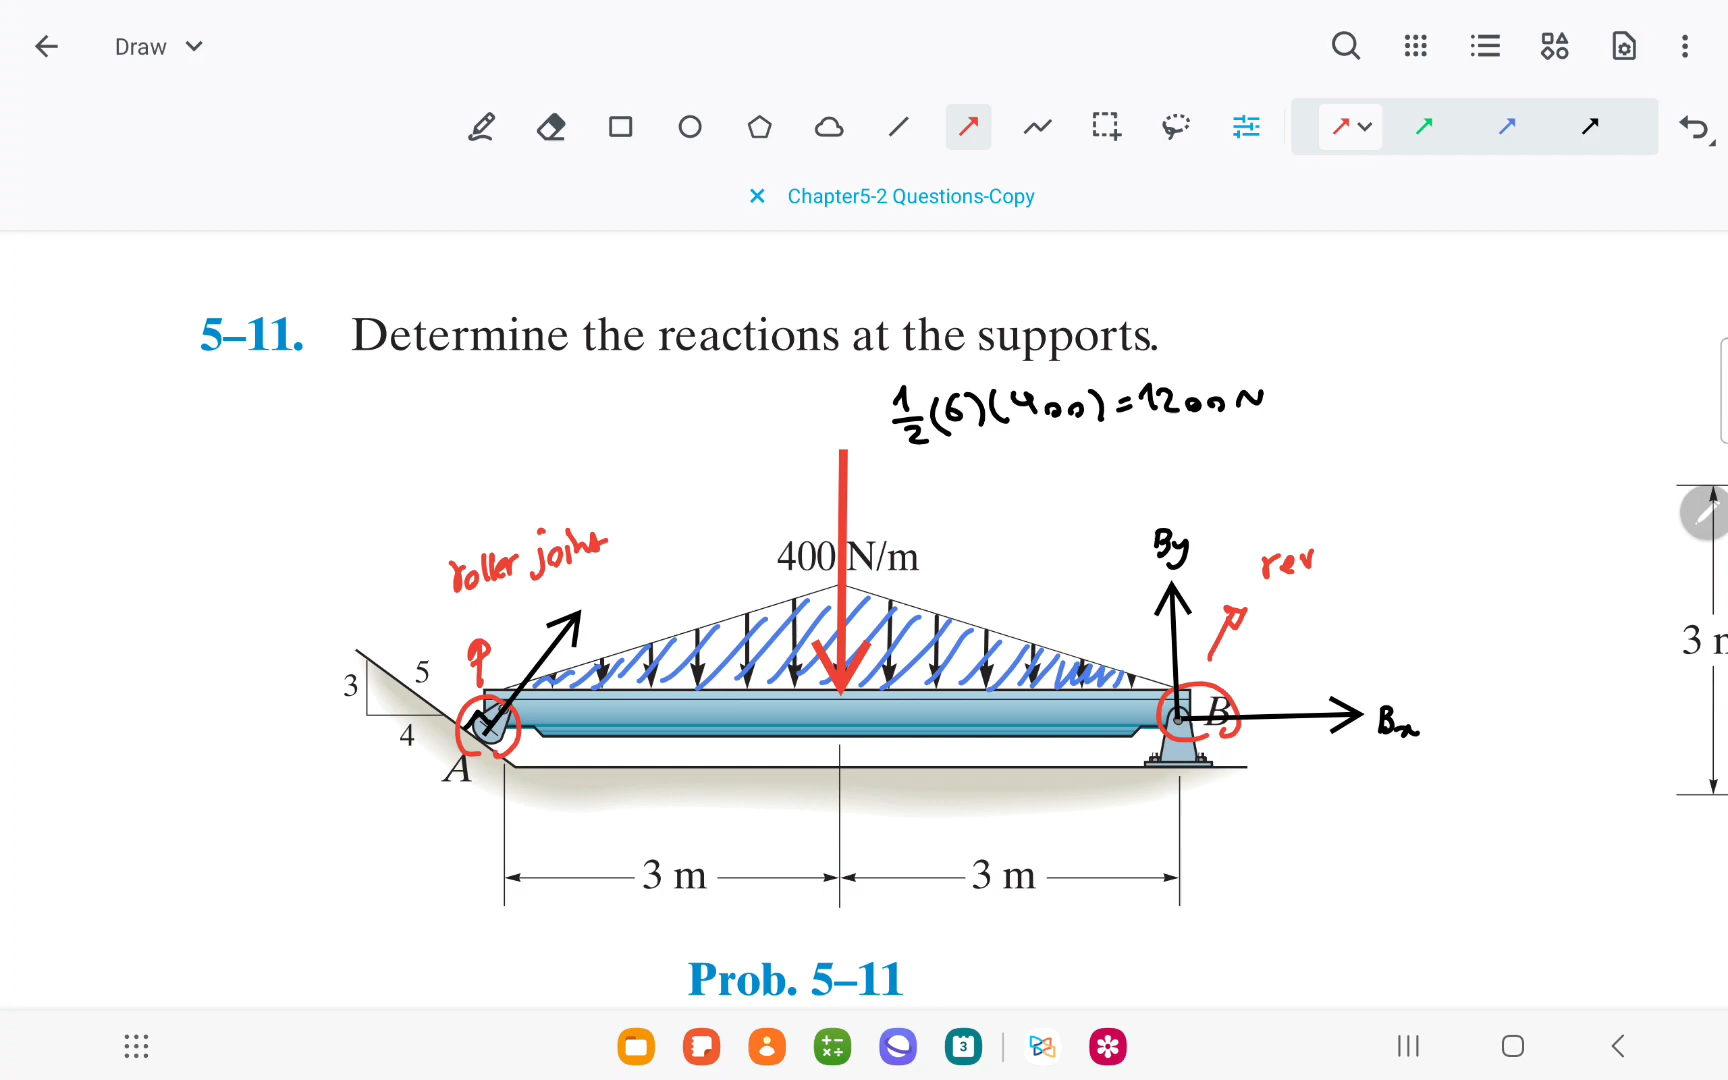 Draw
Chapter5-2 Questions-Copy
5–11. Determine the reactions at the supports.
1/2 (6)(400) = 1200 N
roller joint
400 N/m
By
rev
3
5
4
A
B
Bx
3 m
3 m
3 m
Prob. 5–11
3